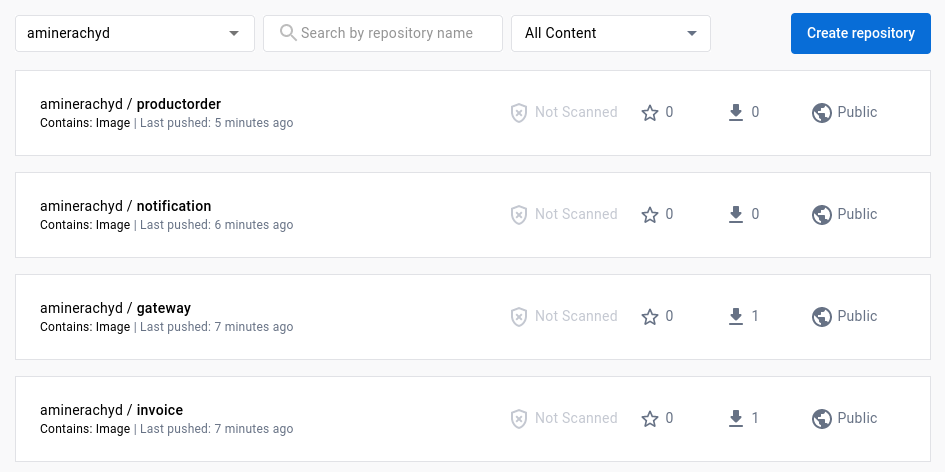 aminerachyd Search by repository name All Content Create repository
aminerachyd / productorder Not Scanned 0 0 Public
Contains: Image | Last pushed: 5 minutes ago
aminerachyd / notification Not Scanned 0 0 Public
Contains: Image | Last pushed: 6 minutes ago
aminerachyd / gateway Not Scanned 0 1 Public
Contains: Image | Last pushed: 7 minutes ago
aminerachyd / invoice Not Scanned 0 1 Public
Contains: Image | Last pushed: 7 minutes ago